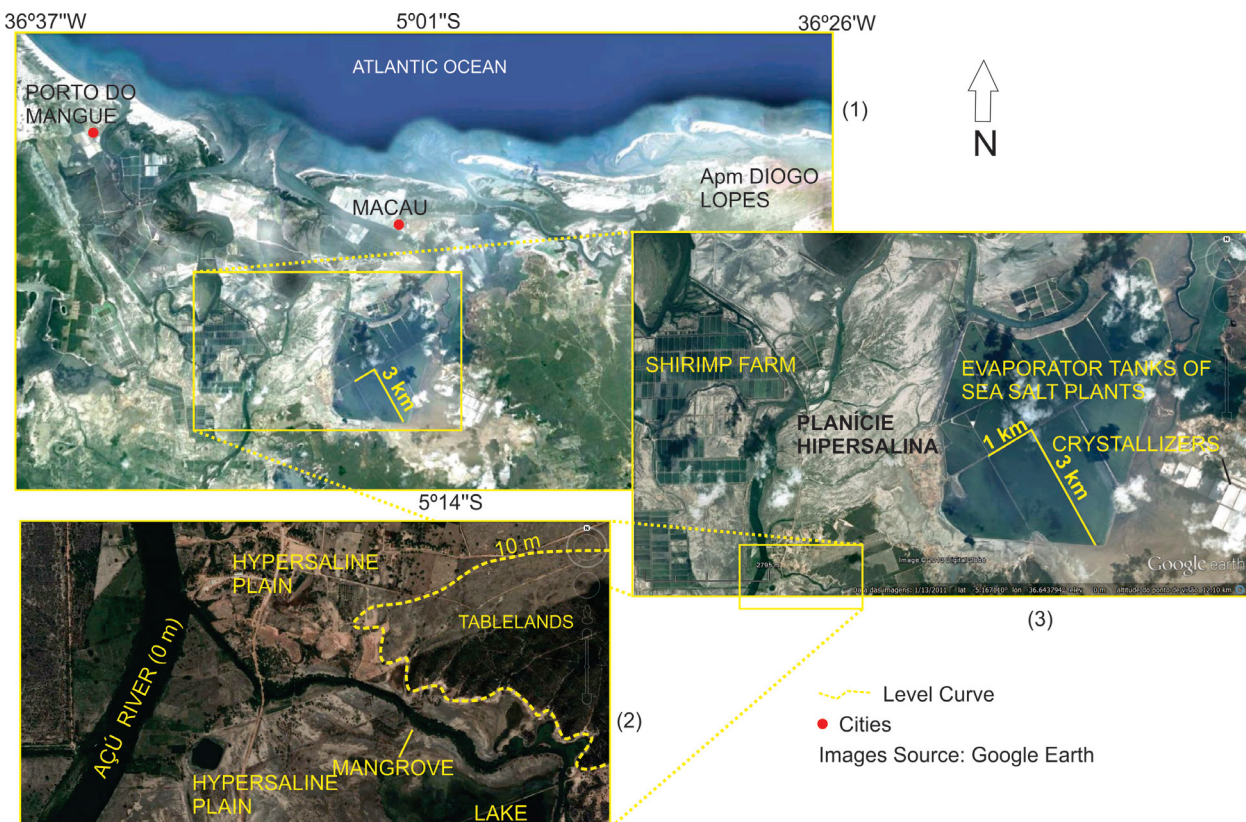 36º37"W
5º01"S
36º26"W
ATLANTIC OCEAN
PORTO DO
MANGUE
MACAU
Apm DIOGO
LOPES
3 km
(1)
N
5º14"S
SHIRIMP FARM
PLANÍCIE
HIPERSALINA
EVAPORATOR TANKS OF
SEA SALT PLANTS
CRYSTALLIZERS
1 km
3 km
2795 m
Google earth
(3)
HYPERSALINE
PLAIN
10 m
TABLELANDS
AÇÚ RIVER (0 m)
MANGROVE
HYPERSALINE
PLAIN
LAKE
(2)
Level Curve
Cities
Images Source: Google Earth